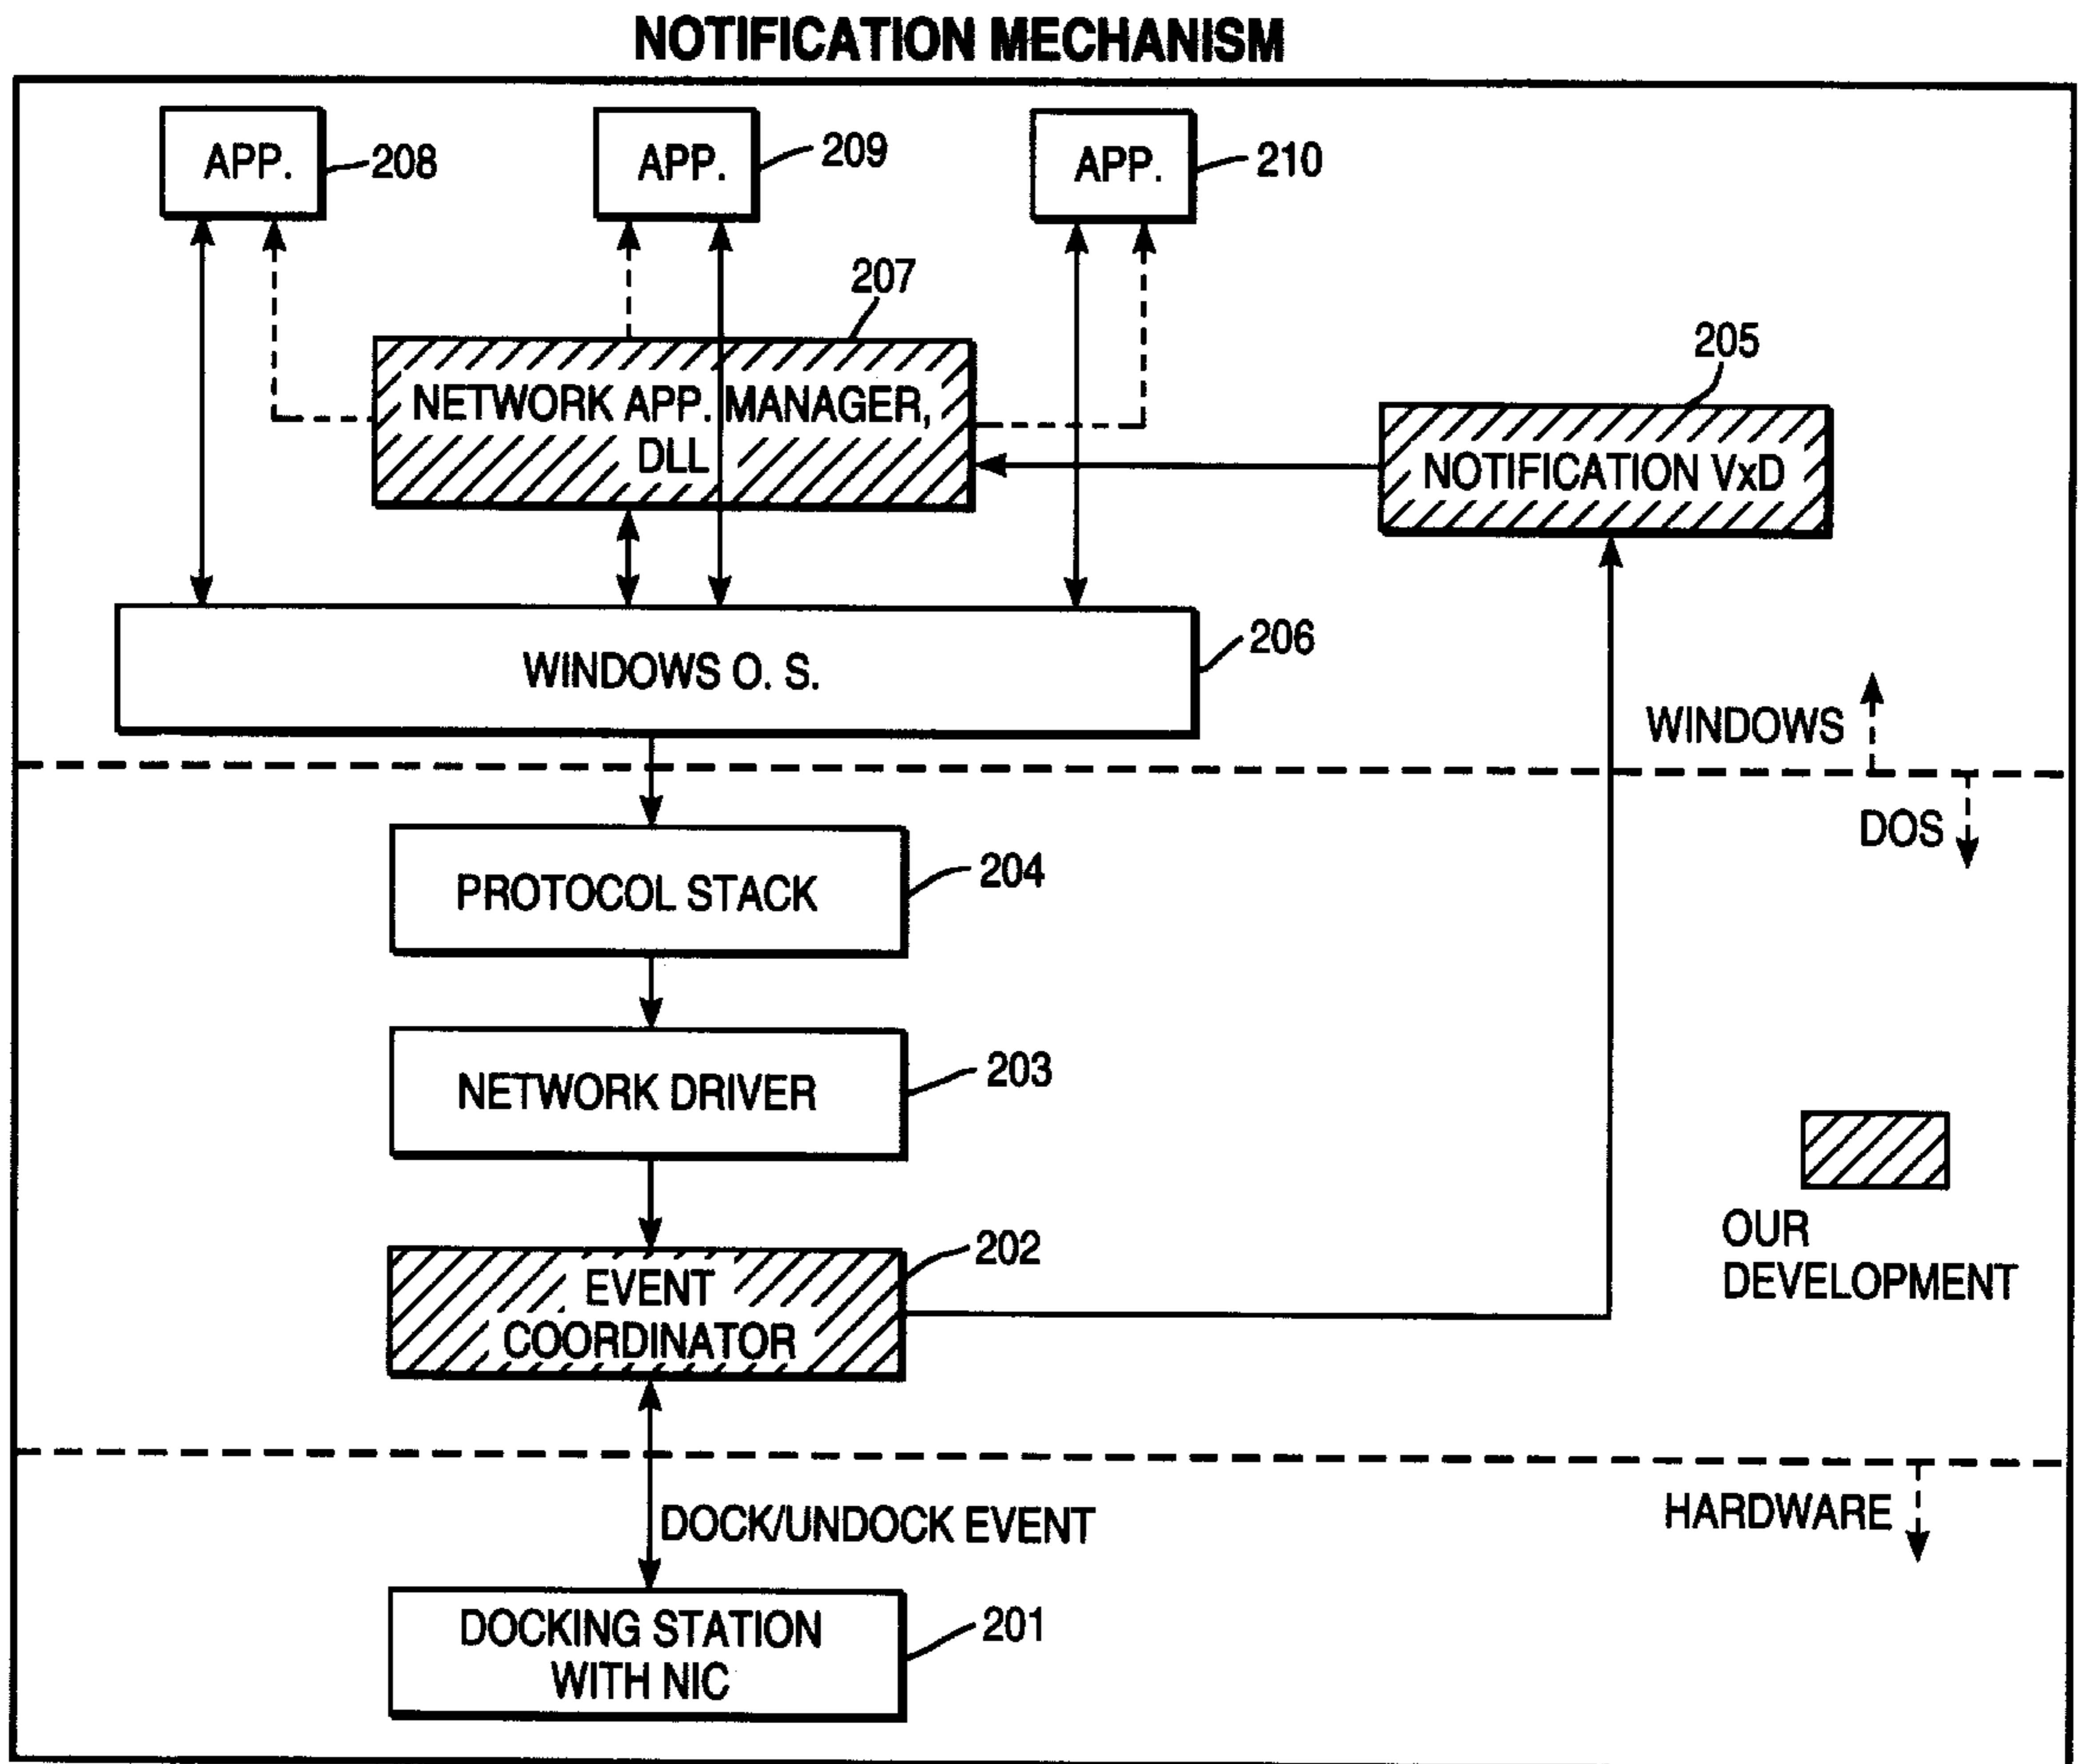 NOTIFICATION MECHANISM
APP.
208
APP.
209
APP.
210
207
NETWORK APP. MANAGER,
DLL
205
NOTIFICATION VxD
WINDOWS O. S.
206
WINDOWS
DOS
PROTOCOL STACK
204
NETWORK DRIVER
203
OUR
DEVELOPMENT
EVENT
COORDINATOR
202
HARDWARE
DOCK/UNDOCK EVENT
DOCKING STATION
WITH NIC
201